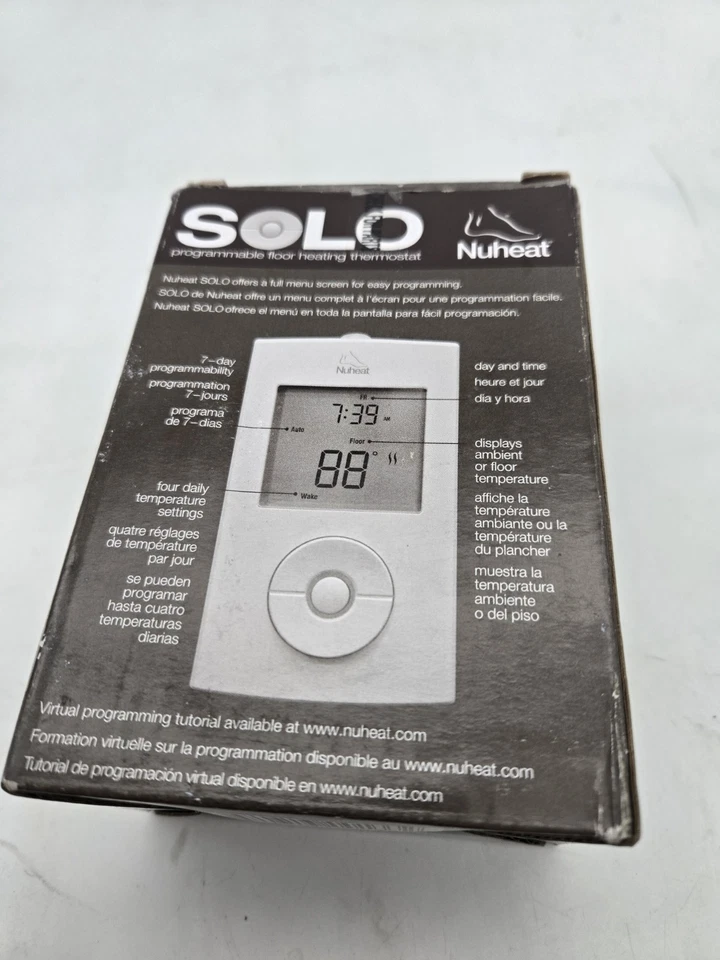 SOLO
programmable floor heating thermostat
Nuheat
Nuheat SOLO offers a full menu screen for easy programming.
SOLO de Nuheat offre un menu complet à l'écran pour une programmation facile.
Nuheat SOLO ofrece el menú en toda la pantalla para fácil programación.
7-day
programmability
programmation
7-jours
programa
de 7-dias
four daily
temperature
settings
quatre réglages
de température
par jour
se pueden
programar
hasta cuatro
temperaturas
diarias
Nuheat
FR
7:39 AM
Auto
Floor
88°
Wake
day and time
heure et jour
dia y hora
displays
ambient
or floor
temperature
affiche la
température
ambiante ou la
température
du plancher
muestra la
temperatura
ambiente
o del piso
Virtual programming tutorial available at www.nuheat.com
Formation virtuelle sur la programmation disponible au www.nuheat.com
Tutorial de programación virtual disponible en www.nuheat.com